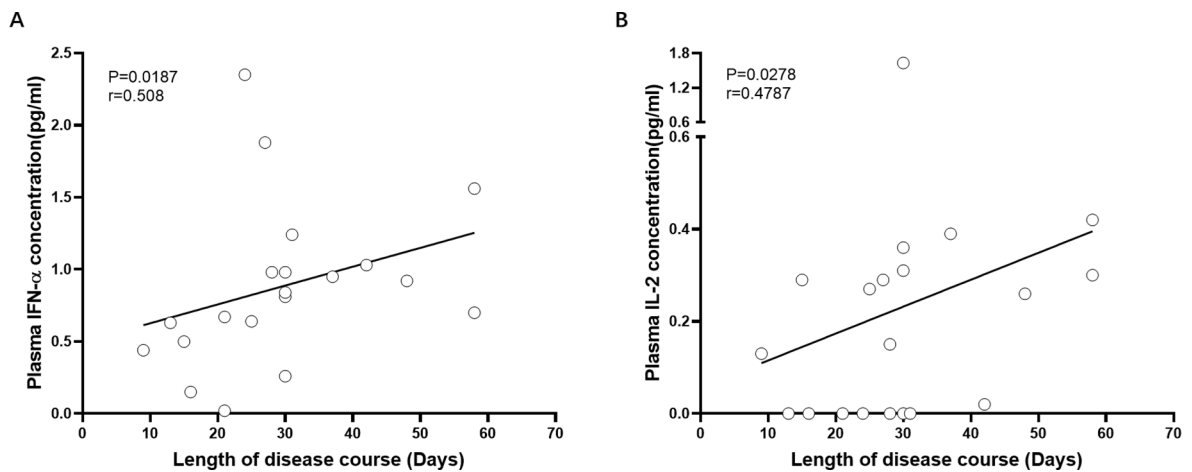 A
Plasma IFN-α concentration(pg/ml)
2.5
2.0
1.5
1.0
0.5
0.0
P=0.0187
r=0.508
0 10 20 30 40 50 60 70
Length of disease course (Days)
B
Plasma IL-2 concentration(pg/ml)
1.8
1.2
0.6
0.6
0.4
0.2
0.0
P=0.0278
r=0.4787
0 10 20 30 40 50 60 70
Length of disease course (Days)